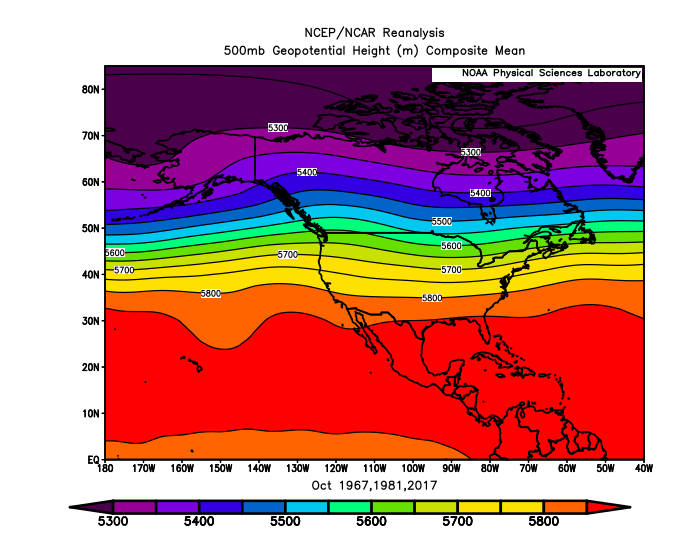 NCEP/NCAR Reanalysis
500mb Geopotential Height (m) Composite Mean
NOAA Physical Sciences Laboratory
80N
70N
60N
50N
40N
30N
20N
10N
EQ
5300
5300
5400
5400
5500
5600
5600
5700
5700
5700
5800
5800
180 170W 160W 150W 140W 130W 120W 110W 100W 90W 80W 70W 60W 50W 40W
Oct 1967,1981,2017
5300 5400 5500 5600 5700 5800